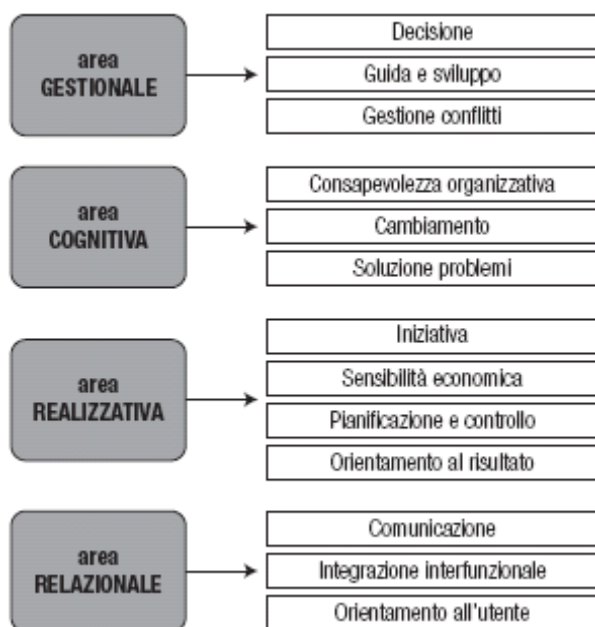 area
GESTIONALE
Decisione
Guida e sviluppo
Gestione conflitti
area
COGNITIVA
Consapevolezza organizzativa
Cambiamento
Soluzione problemi
area
REALIZZATIVA
Iniziativa
Sensibilità economica
Pianificazione e controllo
Orientamento al risultato
area
RELAZIONALE
Comunicazione
Integrazione interfunzionale
Orientamento all'utente